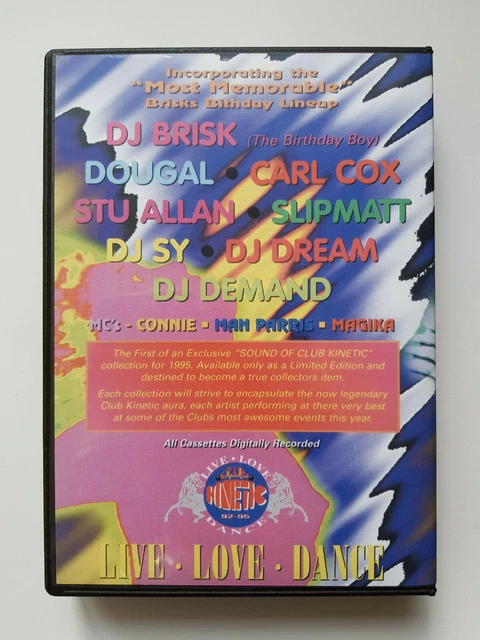 Incorporating the
"Most Memorable"
Brisks Bithday Lineup
DJ BRISK (The Birthday Boy)
DOUGAL • CARL COX
STU ALLAN • SLIPMATT
DJ SY • DJ DREAM
DJ DEMAND
MC's - CONNIE ▪ MAN PARRIS ▪ MAGIKA
The First of an Exclusive "SOUND OF CLUB KINETIC"
collection for 1995. Available only as a Limited Edition and
destined to become a true collectors item.
Each collection will strive to encapsulate the now legendary
Club Kinetic aura, each artist performing at there very best
at some of the Clubs most awesome events this year.
All Cassettes Digitally Recorded
LIVE • LOVE
CLUB
KINETIC
92-95
DANCE
LIVE · LOVE · DANCE